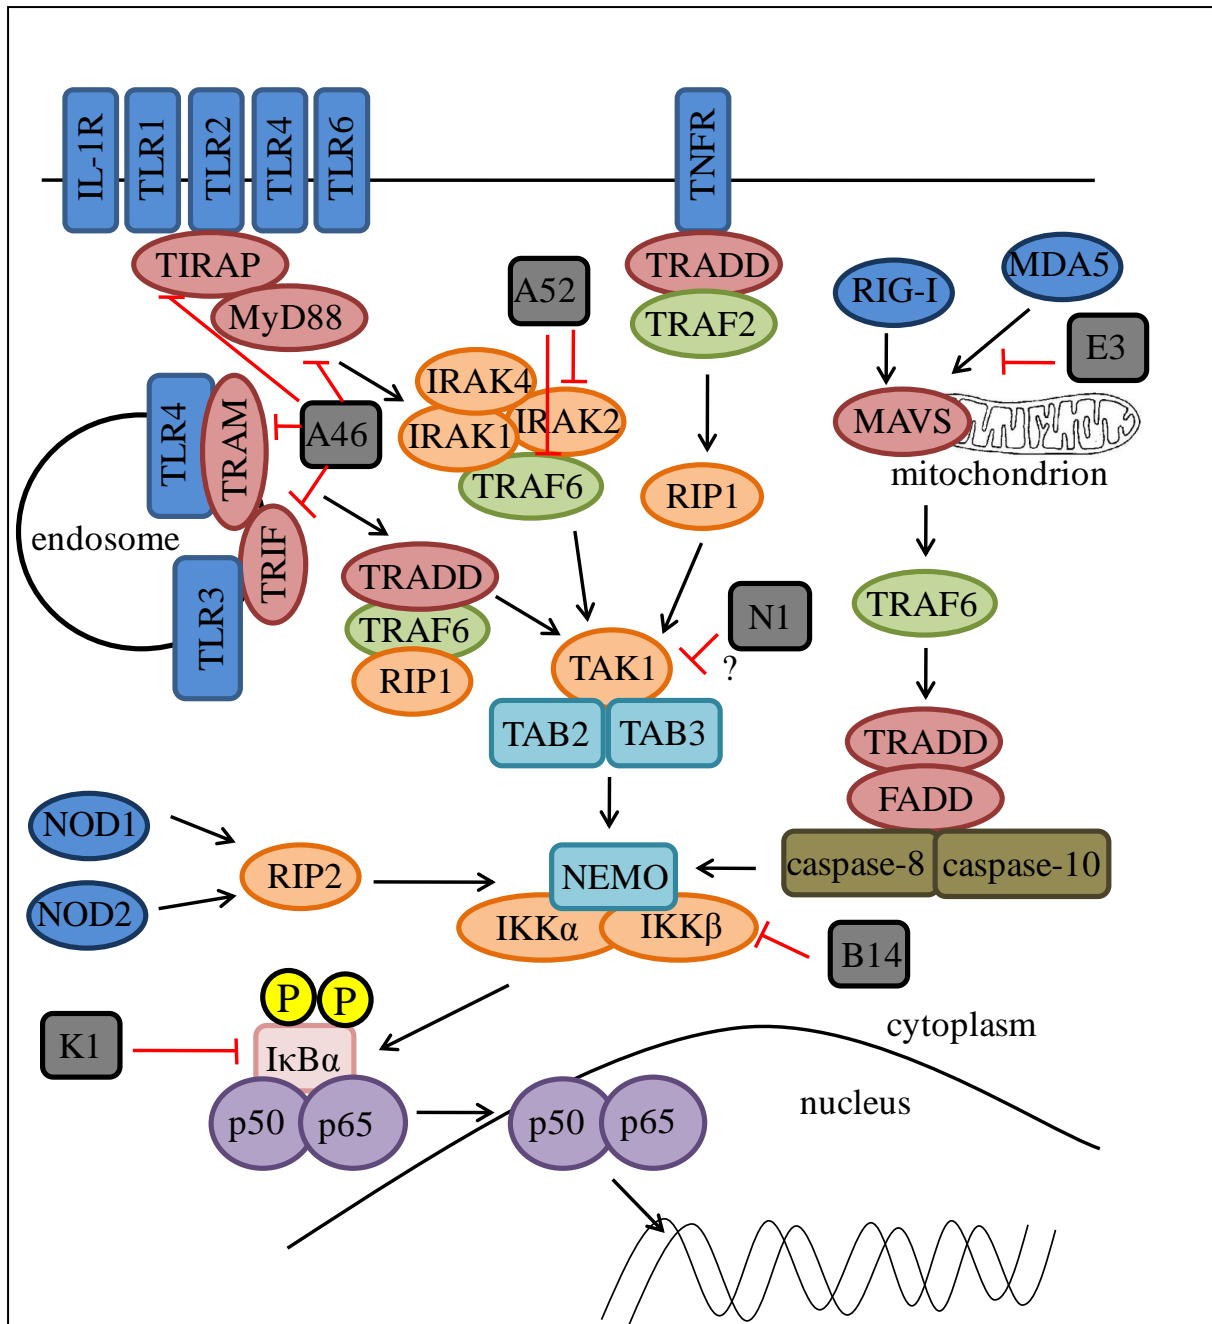 IL-1R
TLR1
TLR2
TLR4
TLR6
TNFR
TIRAP
MyD88
A52
TRADD
TRAF2
RIG-I
MDA5
E3
TLR4
TRAM
A46
IRAK4
IRAK1
IRAK2
TRAF6
RIP1
MAVS
mitochondrion
endosome
TRIF
TLR3
TRADD
TRAF6
RIP1
TAK1
N1
?
TAB2
TAB3
TRAF6
TRADD
FADD
caspase-8
caspase-10
NOD1
NOD2
RIP2
NEMO
IKKα
IKKβ
B14
P
P
K1
IκBα
p50
p65
p50
p65
cytoplasm
nucleus